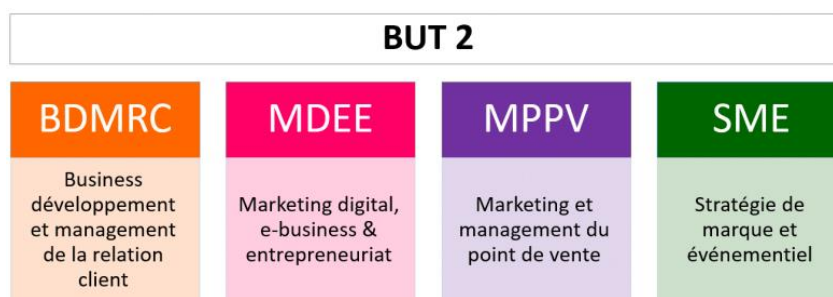 BUT 2
BDMRC
Business
développement
et management
de la relation
client
MDEE
Marketing digital,
e-business &
entrepreneuriat
MPPV
Marketing et
management du
point de vente
SME
Stratégie de
marque et
événementiel